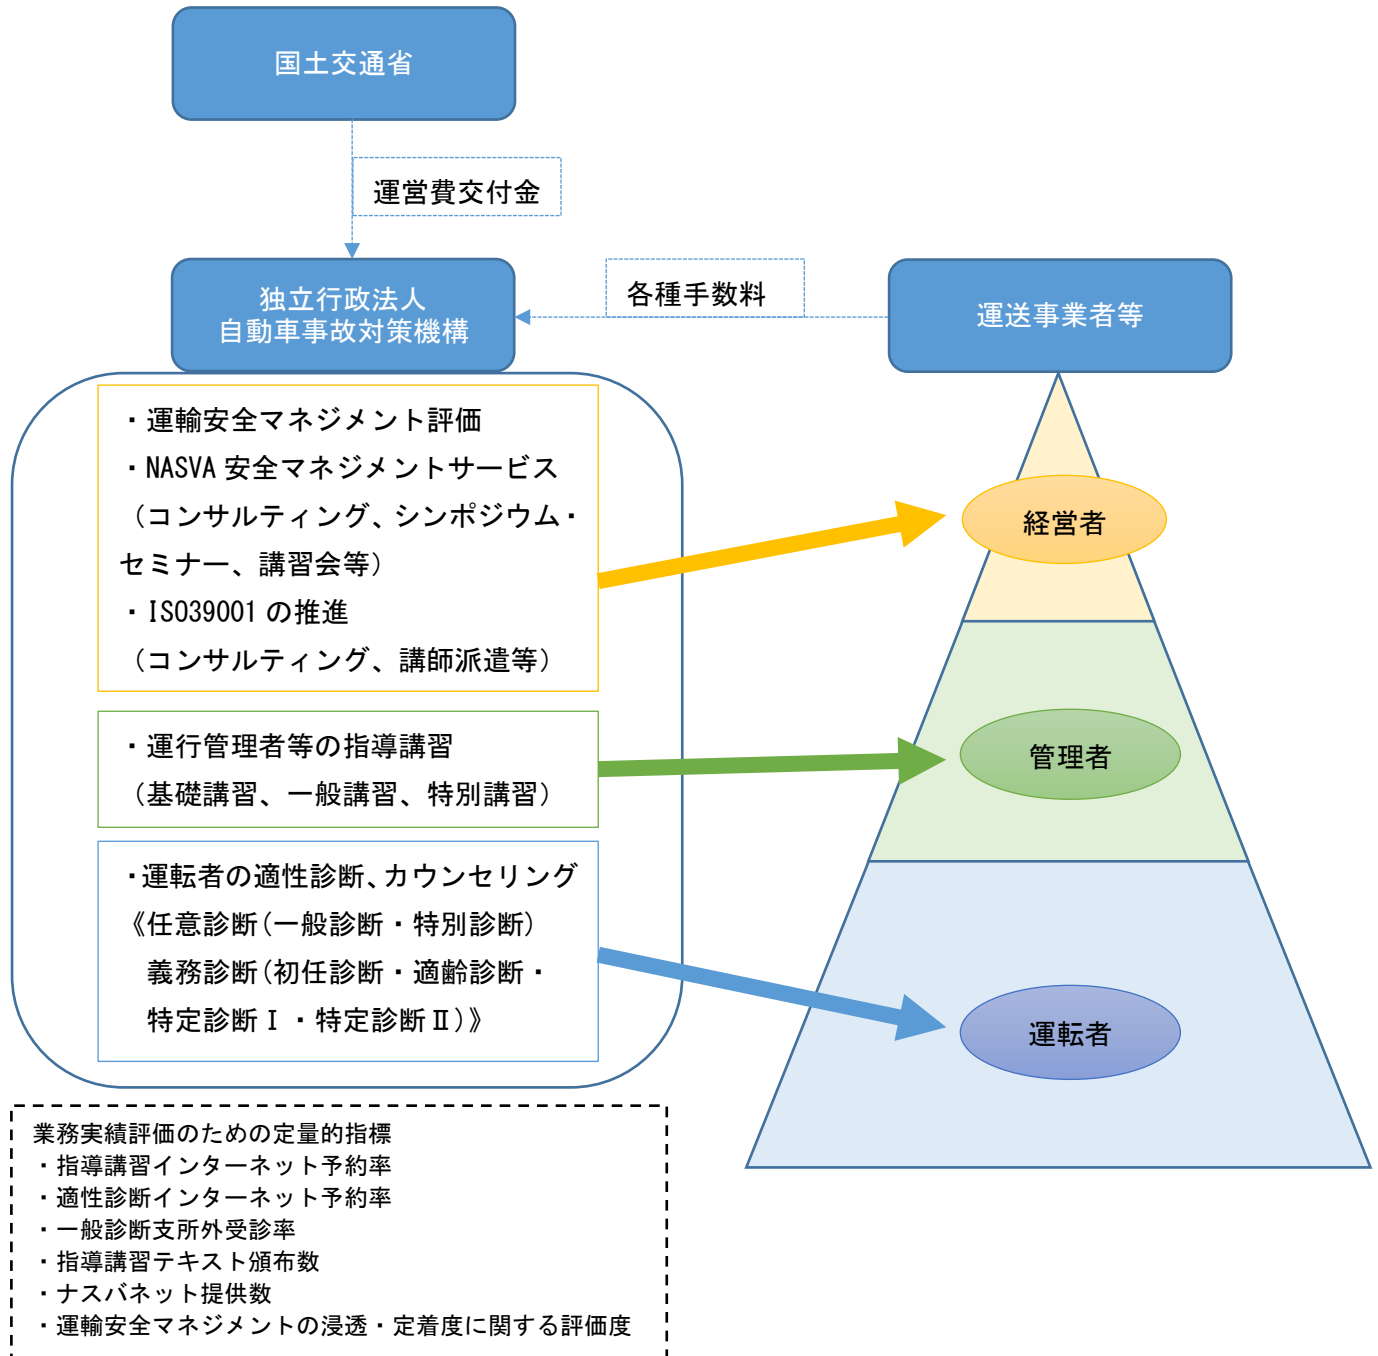 国土交通省
運営費交付金
独立行政法人
自動車事故対策機構
各種手数料
運送事業者等
・運輸安全マネジメント評価
・NASVA 安全マネジメントサービス
(コンサルティング、シンポジウム・
セミナー、講習会等)
・ISO39001 の推進
(コンサルティング、講師派遣等)
経営者
・運行管理者等の指導講習
(基礎講習、一般講習、特別講習)
管理者
・運転者の適性診断、カウンセリング
《任意診断(一般診断・特別診断)
義務診断(初任診断・適齢診断・
特定診断Ⅰ・特定診断Ⅱ)》
運転者
業務実績評価のための定量的指標
・指導講習インターネット予約率
・適性診断インターネット予約率
・一般診断支所外受診率
・指導講習テキスト頒布数
・ナスバネット提供数
・運輸安全マネジメントの浸透・定着度に関する評価度